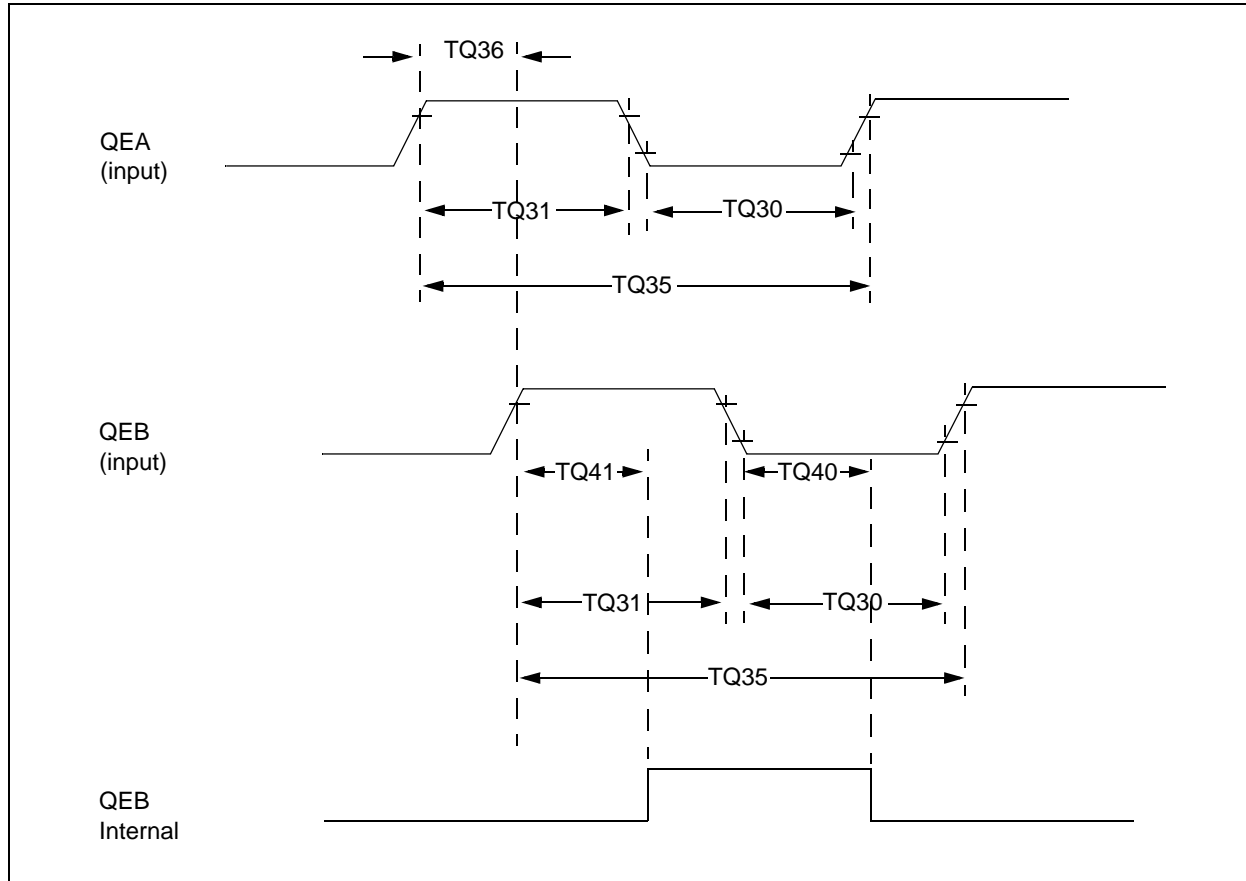 TQ36
QEA
(input)
TQ31
TQ30
TQ35
QEB
(input)
TQ41
TQ40
TQ31
TQ30
TQ35
QEB
Internal